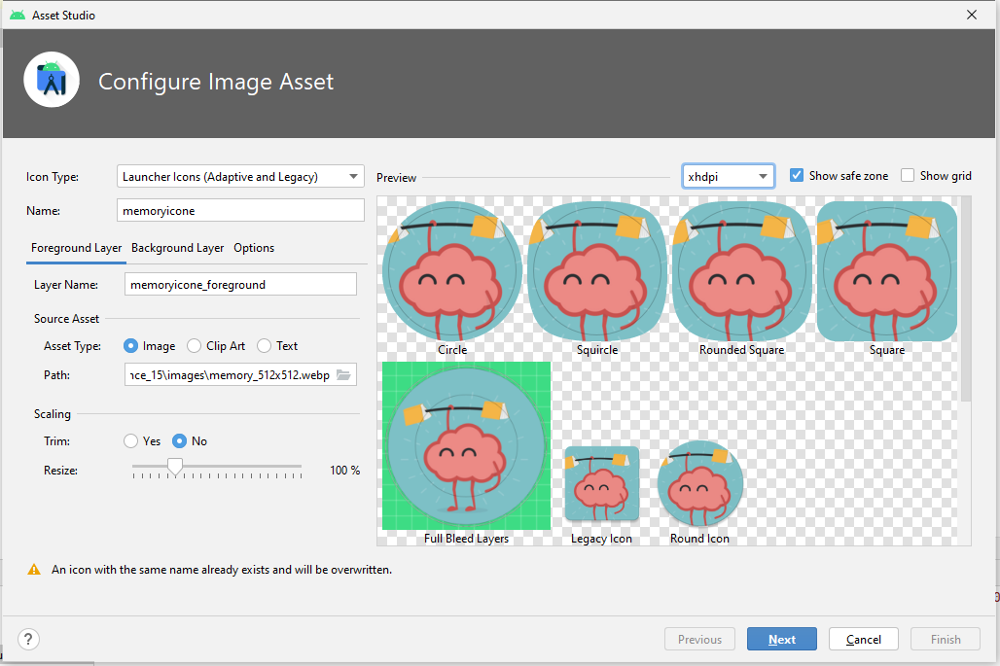 Asset Studio
Configure Image Asset
Icon Type: Launcher Icons (Adaptive and Legacy)
Name: memoryicone
Foreground Layer Background Layer Options
Layer Name: memoryicone_foreground
Source Asset
Asset Type: Image Clip Art Text
Path: nce_15\images\memory_512x512.webp
Scaling
Trim: Yes No
Resize: 100 %
Preview xhdpi Show safe zone Show grid
Circle Squircle Rounded Square Square
Full Bleed Layers Legacy Icon Round Icon
An icon with the same name already exists and will be overwritten.
? Previous Next Cancel Finish